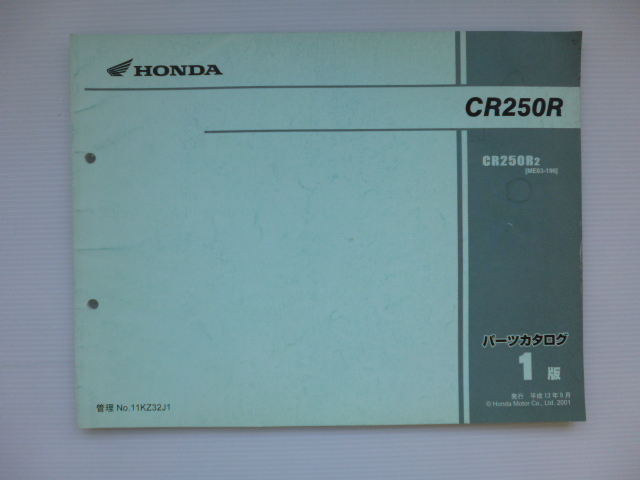 HONDA
CR250R
CR250R2
[ME03-196]
パーツカタログ
1 版
発行 平成13年9月
© Honda Motor Co., Ltd. 2001
管理 No.11KZ32J1